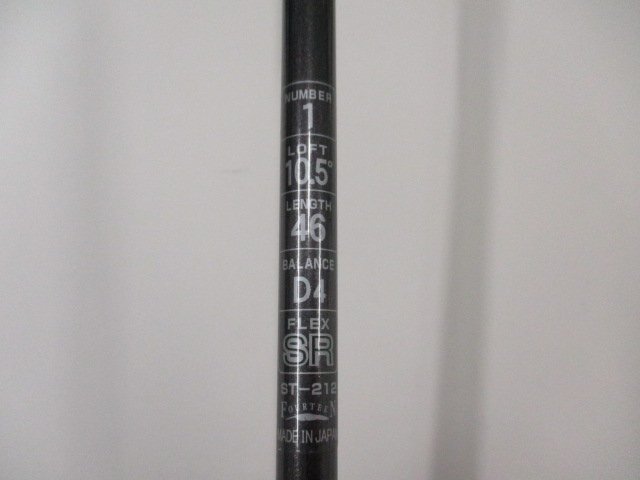 NUMBER
1
LOFT
10.5°
LENGTH
46
BALANCE
D4
FLEX
SR
ST-212
FOURTEEN
MADE IN JAPAN